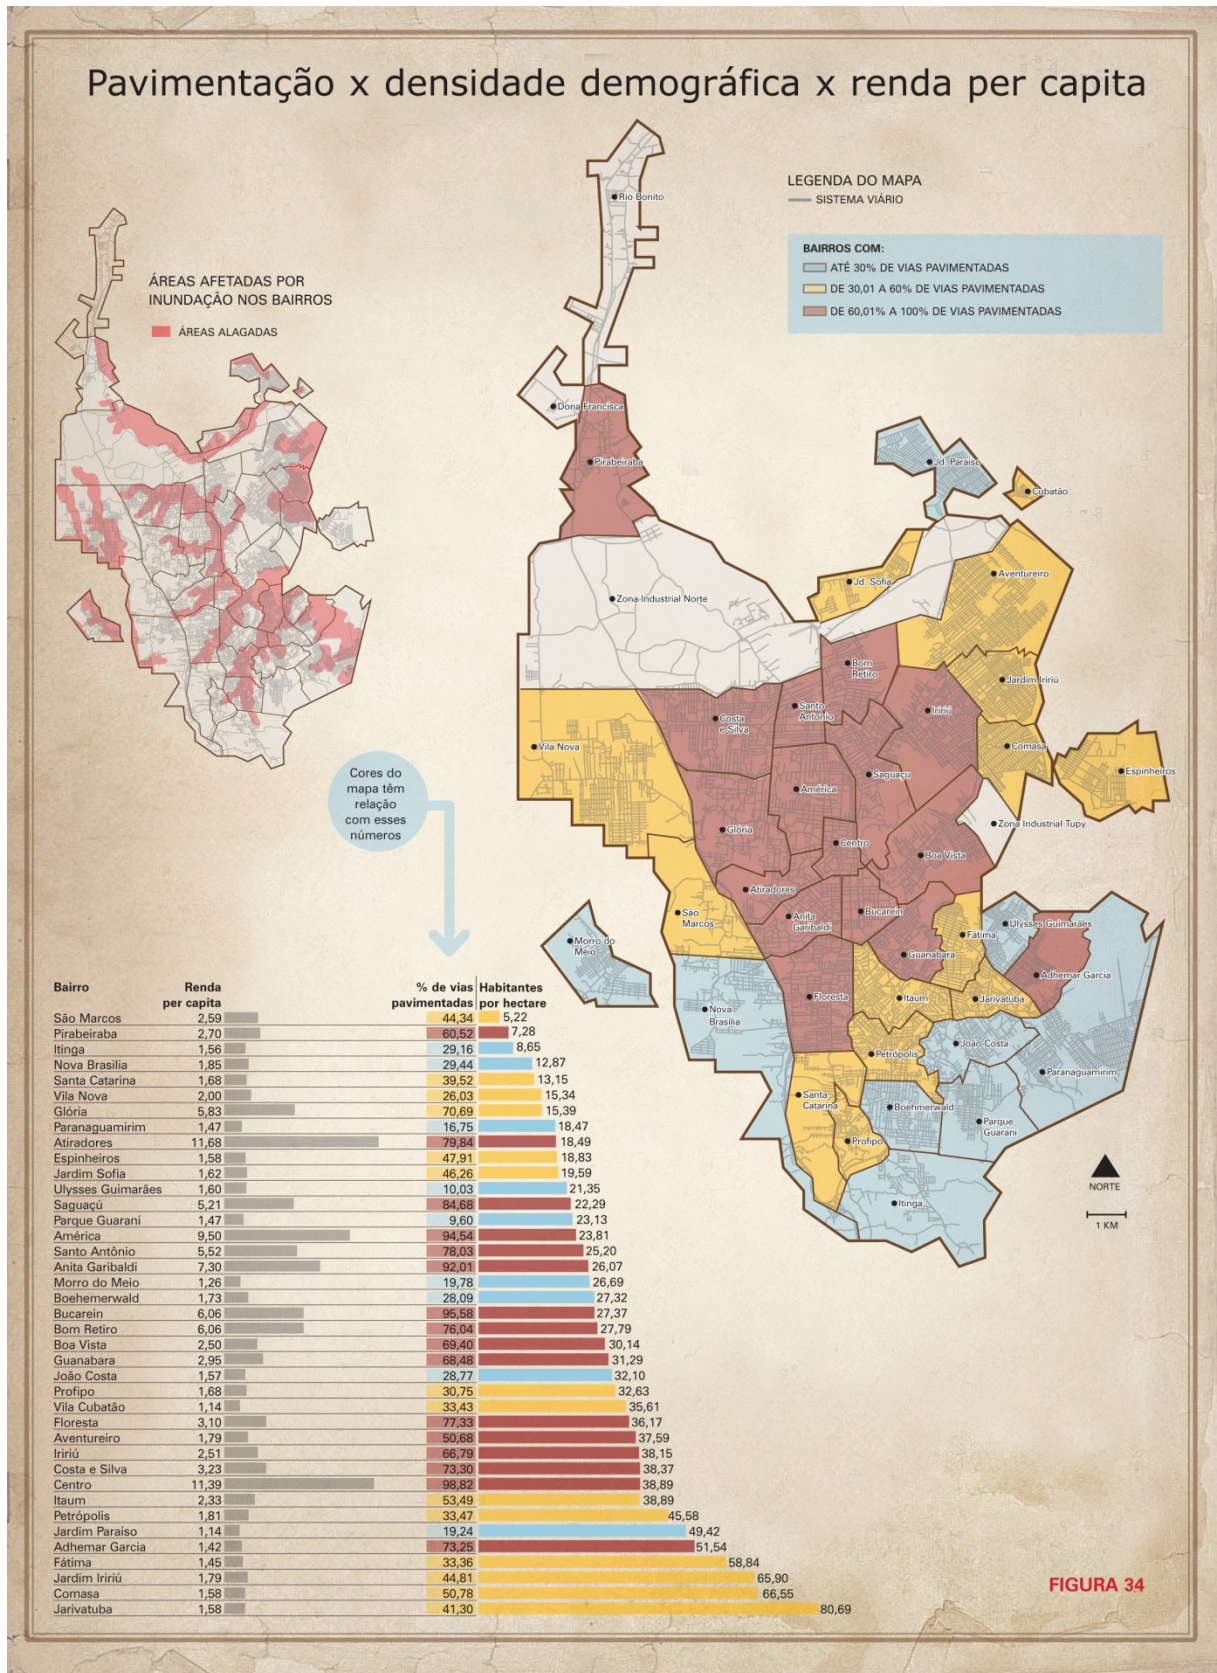 Pavimentação x densidade demográfica x renda per capita
LEGENDA DO MAPA
SISTEMA VIÁRIO
BAIRROS COM:
ATÉ 30% DE VIAS PAVIMENTADAS
DE 30,01 A 60% DE VIAS PAVIMENTADAS
DE 60,01% A 100% DE VIAS PAVIMENTADAS
ÁREAS AFETADAS POR
INUNDAÇÃO NOS BAIRROS
ÁREAS ALAGADAS
Rio Bonito
Dona Francisca
Pirabeiraba
Jd. Paraíso
Cubatão
Jd. Sofia
Aventureiro
Zona Industrial Norte
Bom
Retiro
Jardim Iririú
Santo
Antonio
Iririú
Costa
e Silva
Vila Nova
Comasa
Espinheiros
Saguaçu
América
Zona Industrial Tupy
Glória
Centro
Boa Vista
Atiradores
São
Marcos
Anita
Garibaldi
Bucarein
Ulysses Guimarães
Fátima
Morro do
Meio
Guanabara
Adhemar Garcia
Floresta
Itaum
Jarivatuba
Nova
Brasília
João Costa
Petrópolis
Paranaguamirim
Santa
Catarina
Boehmerwald
Parque
Guarani
Profipo
Itinga
NORTE
1 KM
Cores do
mapa têm
relação
com esses
números
Bairro Renda per capita % de vias pavimentadas Habitantes por hectare
São Marcos 2,59 44,34 5,22
Pirabeiraba 2,70 60,52 7,28
Itinga 1,56 29,16 8,65
Nova Brasilia 1,85 29,44 12,87
Santa Catarina 1,68 39,52 13,15
Vila Nova 2,00 26,03 15,34
Glória 5,83 70,69 15,39
Paranaguamirim 1,47 16,75 18,47
Atiradores 11,68 79,84 18,49
Espinheiros 1,58 47,91 18,83
Jardim Sofia 1,62 46,26 19,59
Ulysses Guimarães 1,60 10,03 21,35
Saguaçú 5,21 84,68 22,29
Parque Guaraní 1,47 9,60 23,13
América 9,50 94,54 23,81
Santo Antônio 5,52 78,03 25,20
Anita Garibaldi 7,30 92,01 26,07
Morro do Meio 1,26 19,78 26,69
Boehemerwald 1,73 28,09 27,32
Bucarein 6,06 95,58 27,37
Bom Retiro 6,06 76,04 27,79
Boa Vista 2,50 69,40 30,14
Guanabara 2,95 68,48 31,29
João Costa 1,57 28,77 32,10
Profipo 1,68 30,75 32,63
Vila Cubatão 1,14 33,43 35,61
Floresta 3,10 77,33 36,17
Aventureiro 1,79 50,68 37,59
Iririú 2,51 66,79 38,15
Costa e Silva 3,23 73,30 38,37
Centro 11,39 98,82 38,89
Itaum 2,33 53,49 38,89
Petrópolis 1,81 33,47 45,58
Jardim Paraíso 1,14 19,24 49,42
Adhemar Garcia 1,42 73,25 51,54
Fátima 1,45 33,36 58,84
Jardim Iririú 1,79 44,81 65,90
Comasa 1,58 50,78 66,55
Jarivatuba 1,58 41,30 80,69
FIGURA 34